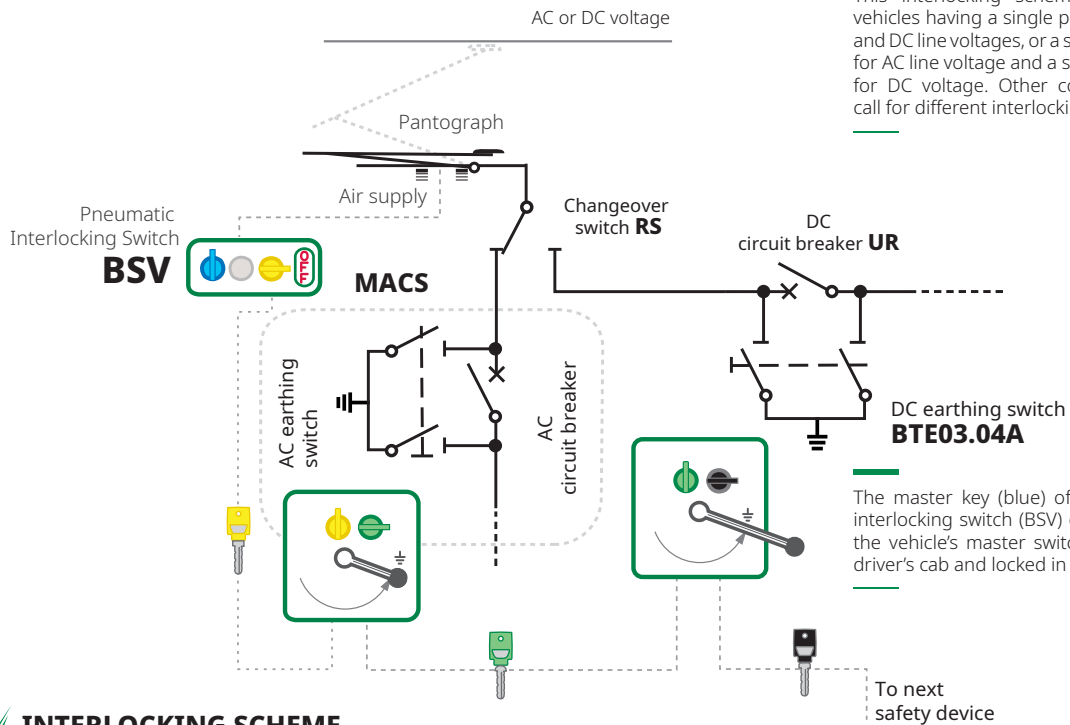 AC or DC voltage
vehicles having a single p
and DC line voltages, or a s
for AC line voltage and a s
for DC voltage. Other co
call for different interlocki
Pantograph
Air supply
Pneumatic
Interlocking Switch
BSV
OFF
MACS
Changeover
switch RS
DC
circuit breaker UR
AC earthing
switch
AC
circuit breaker
DC earthing switch
BTE03.04A
The master key (blue) of
interlocking switch (BSV)
the vehicle's master switc
driver's cab and locked in
To next
safety device
INTERLOCKING SCHEME